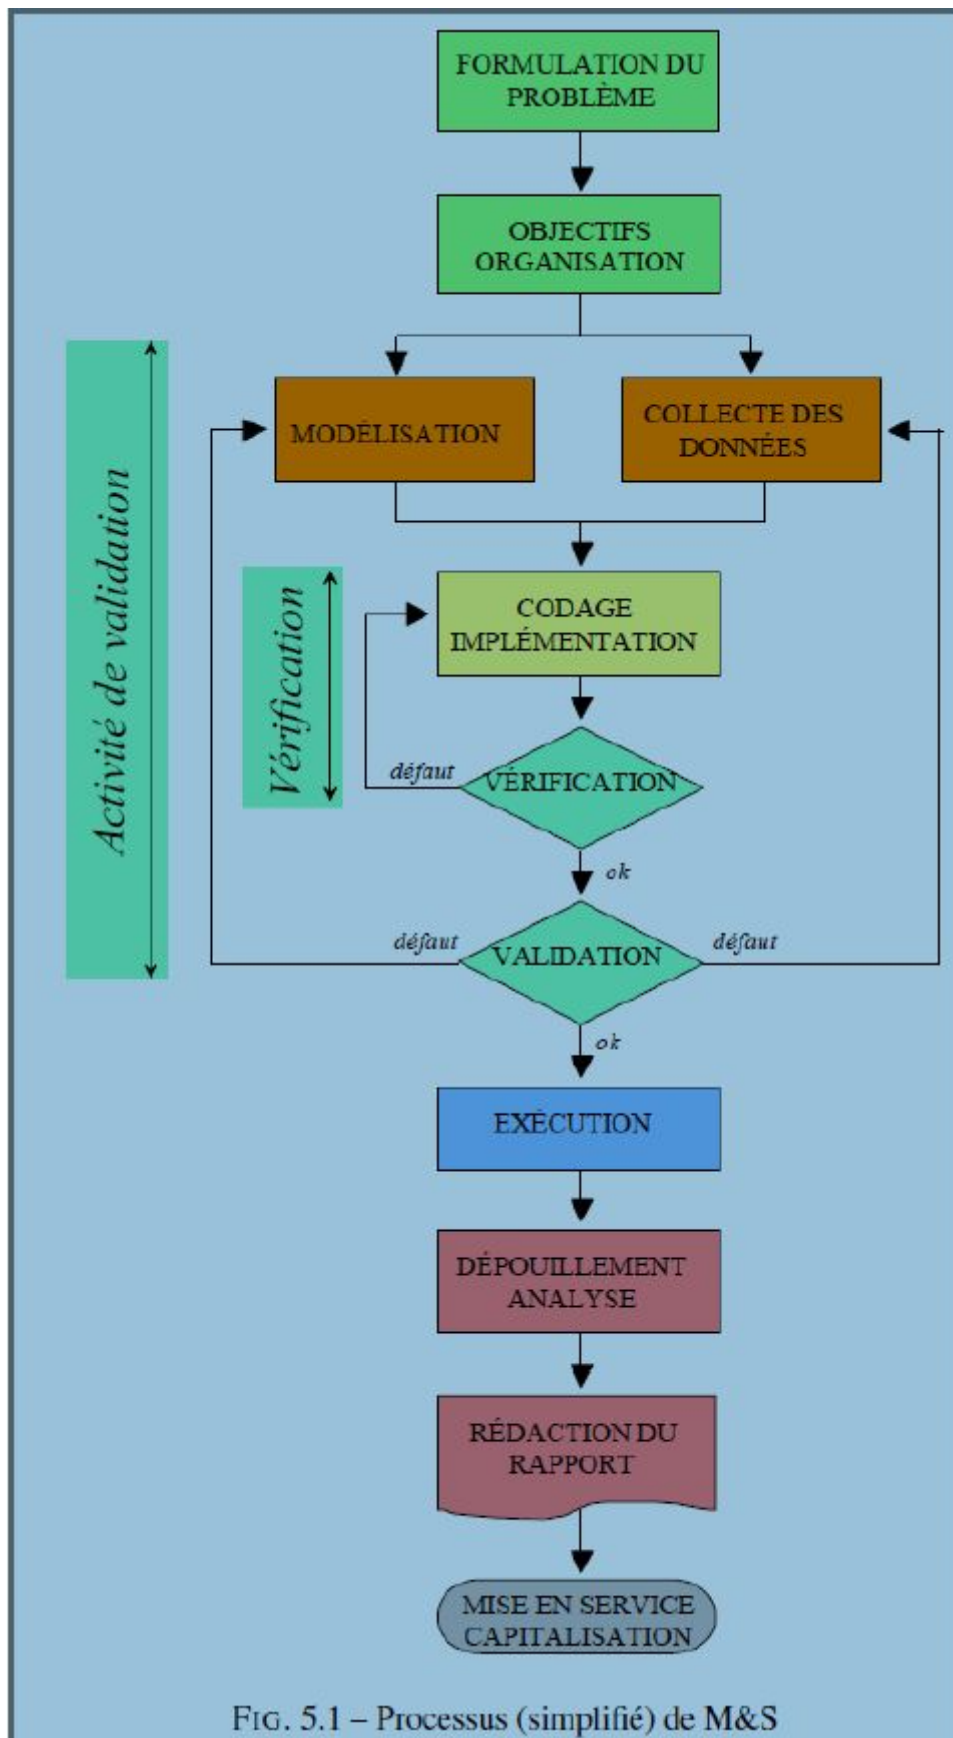 FORMULATION DU
PROBLÈME
OBJECTIFS
ORGANISATION
MODÉLISATION
COLLECTE DES
DONNÉES
Activité de validation
Vérification
CODAGE
IMPLÉMENTATION
défaut
VÉRIFICATION
ok
défaut
VALIDATION
défaut
ok
EXÉCUTION
DÉPOUILLEMENT
ANALYSE
RÉDACTION DU
RAPPORT
MISE EN SERVICE
CAPITALISATION
FIG. 5.1 – Processus (simplifié) de M&S